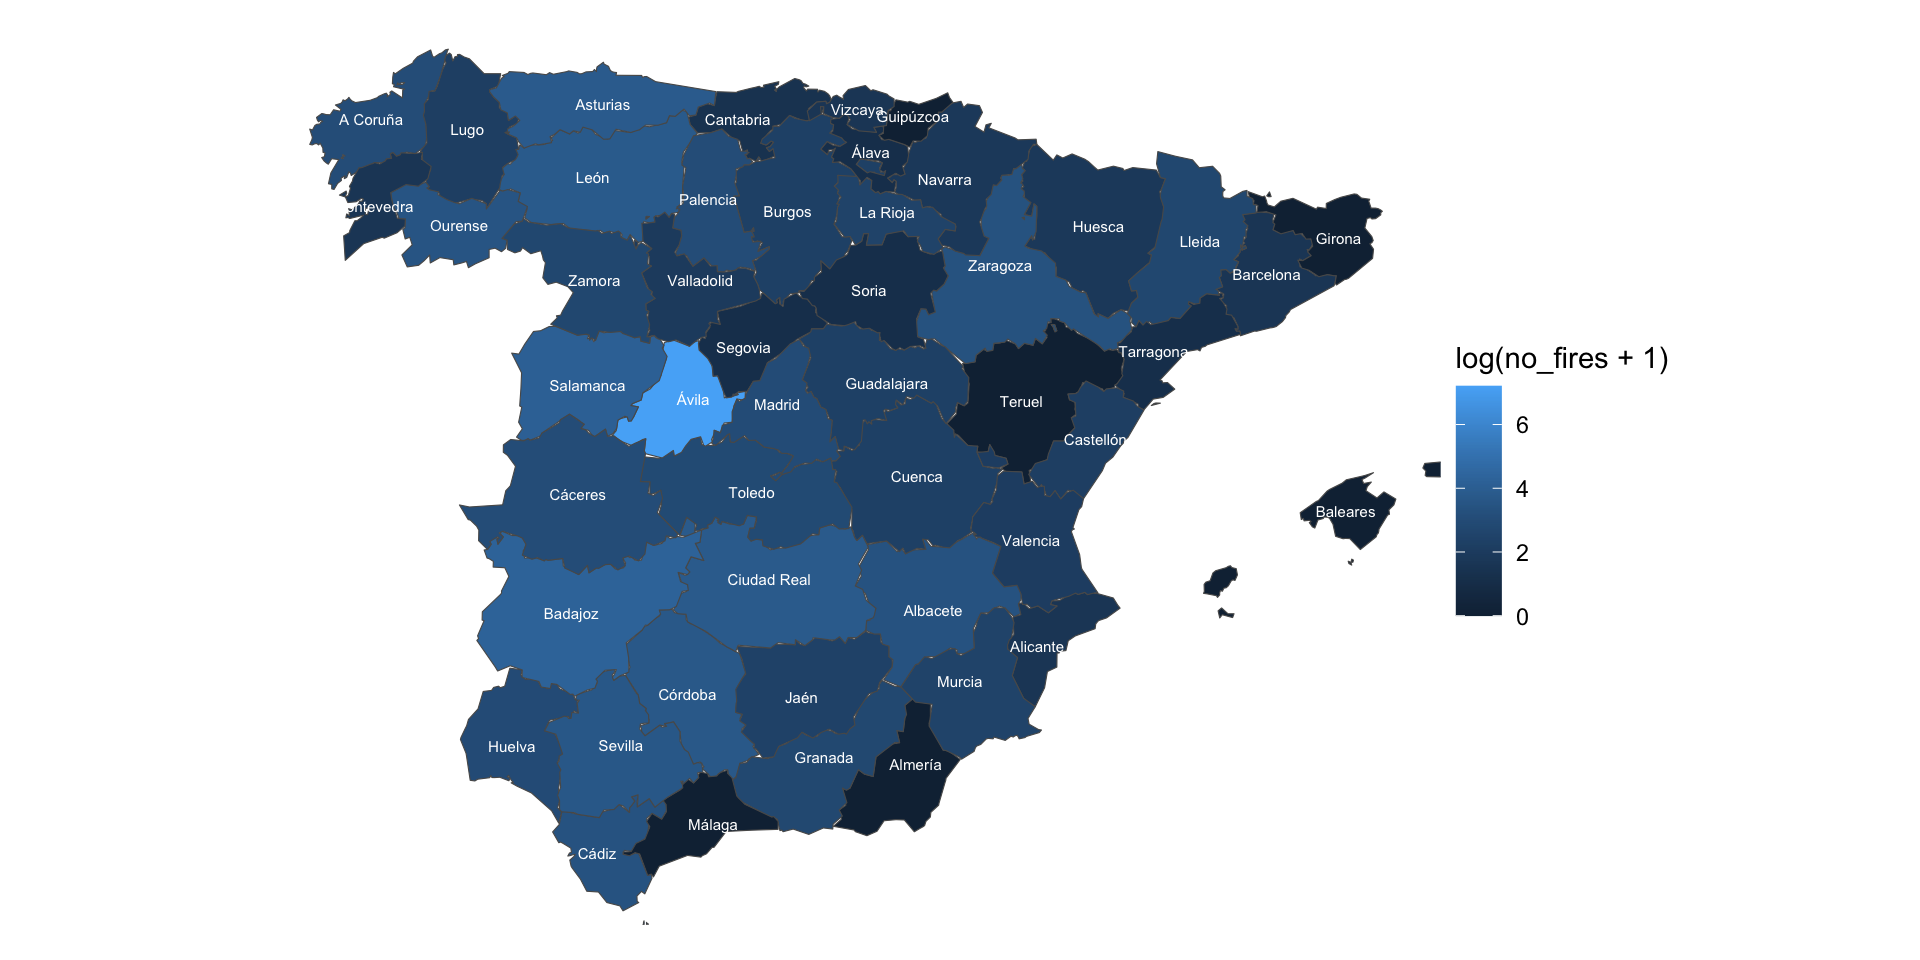 Asturias
A Coruña
Lugo
Cantabria
Vizcaya
Guipúzcoa
Álava
León
Navarra
Palencia
ontevedra
Burgos
La Rioja
Ourense
Huesca
Lleida
Girona
Zaragoza
Barcelona
Zamora
Valladolid
Soria
Segovia
Tarragona
Salamanca
Guadalajara
Ávila
Madrid
Teruel
Castellón
Cuenca
Cáceres
Toledo
Baleares
Valencia
Ciudad Real
Badajoz
Albacete
Alicante
Murcia
Córdoba
Jaén
Huelva
Sevilla
Granada
Almería
Málaga
Cádiz
log(no_fires + 1)
6
4
2
0